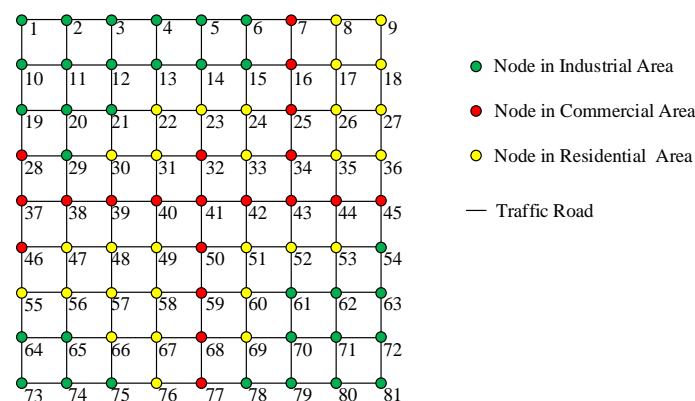 1 2 3 4 5 6 7 8 9
10 11 12 13 14 15 16 17 18
Node in Industrial Area
19 20 21 22 23 24 25 26 27
Node in Commercial Area
28 29 30 31 32 33 34 35 36
Node in Residential Area
37 38 39 40 41 42 43 44 45
Traffic Road
46 47 48 49 50 51 52 53 54
55 56 57 58 59 60 61 62 63
64 65 66 67 68 69 70 71 72
73 74 75 76 77 78 79 80 81